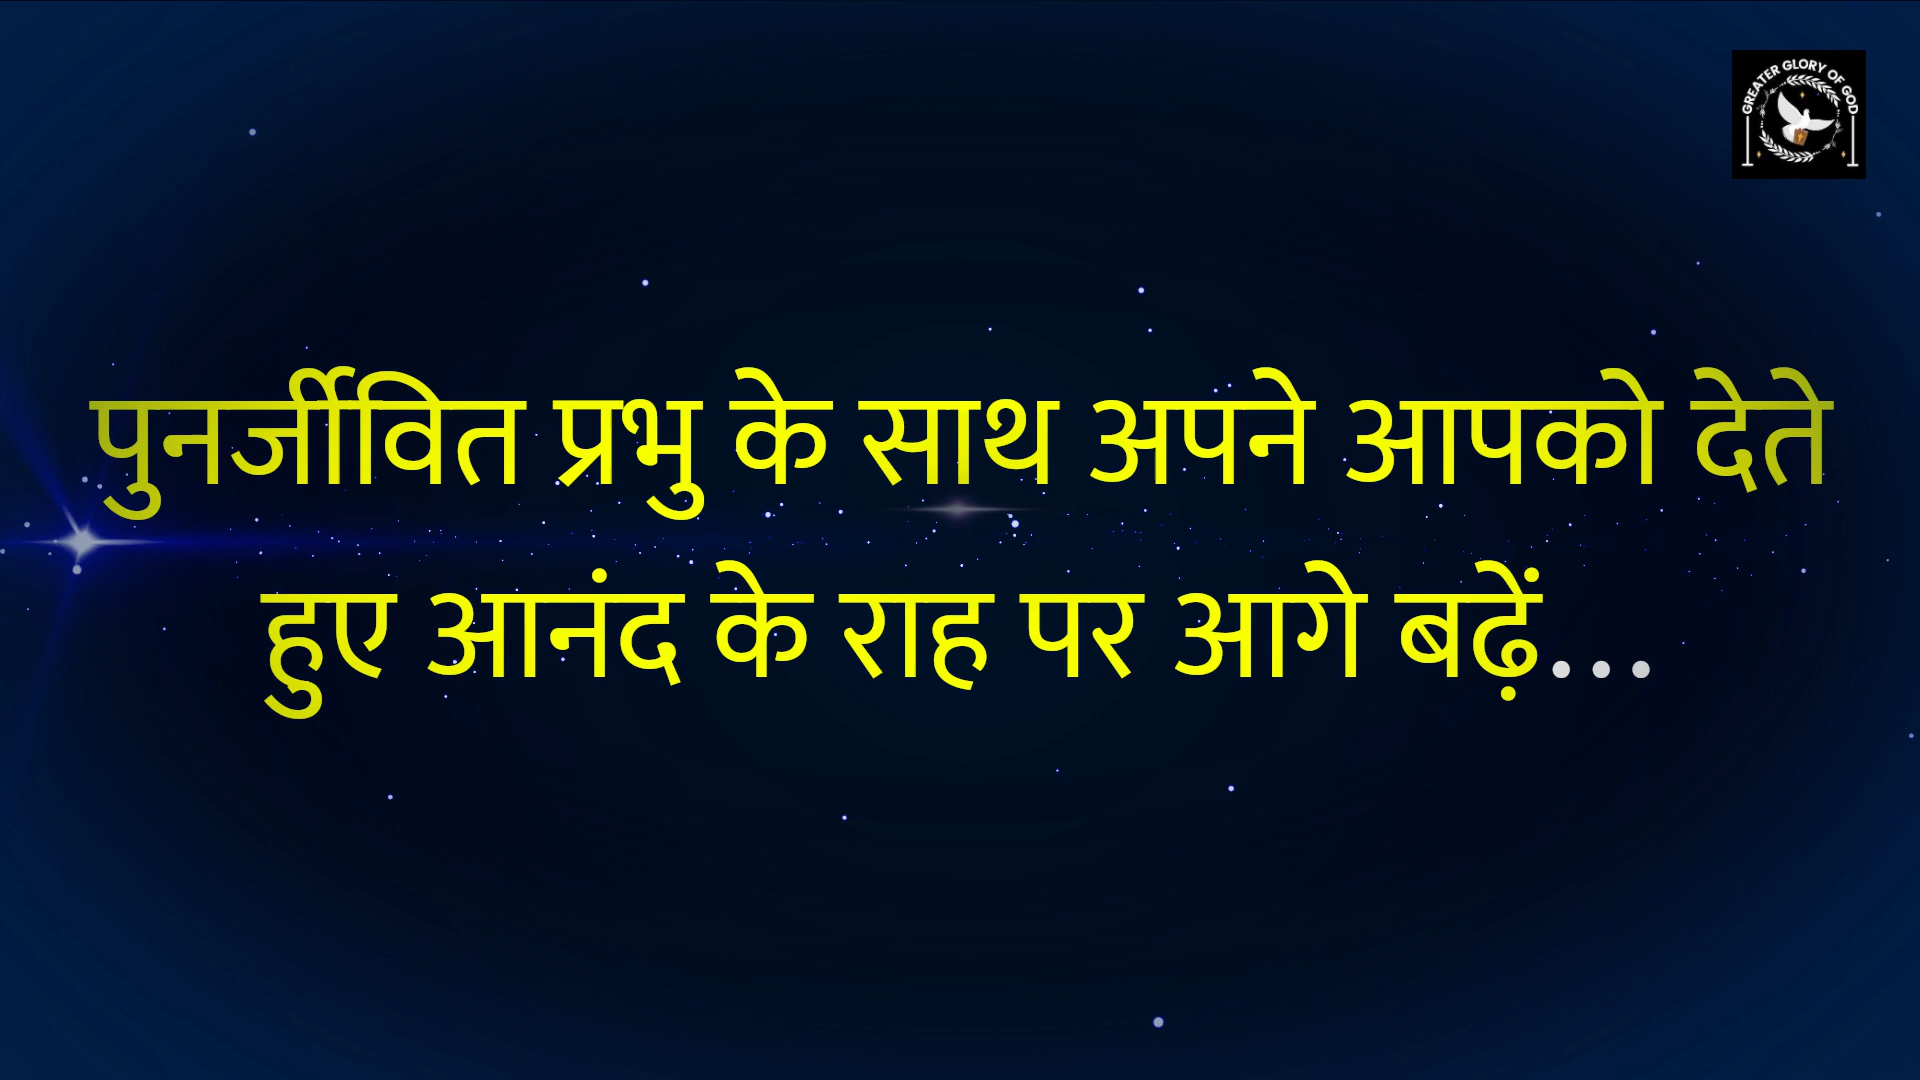 GREATER GLORY OF GOD
पुनर्जीवित प्रभु के साथ अपने आपको देते
हुए आनंद के राह पर आगे बढ़ें...